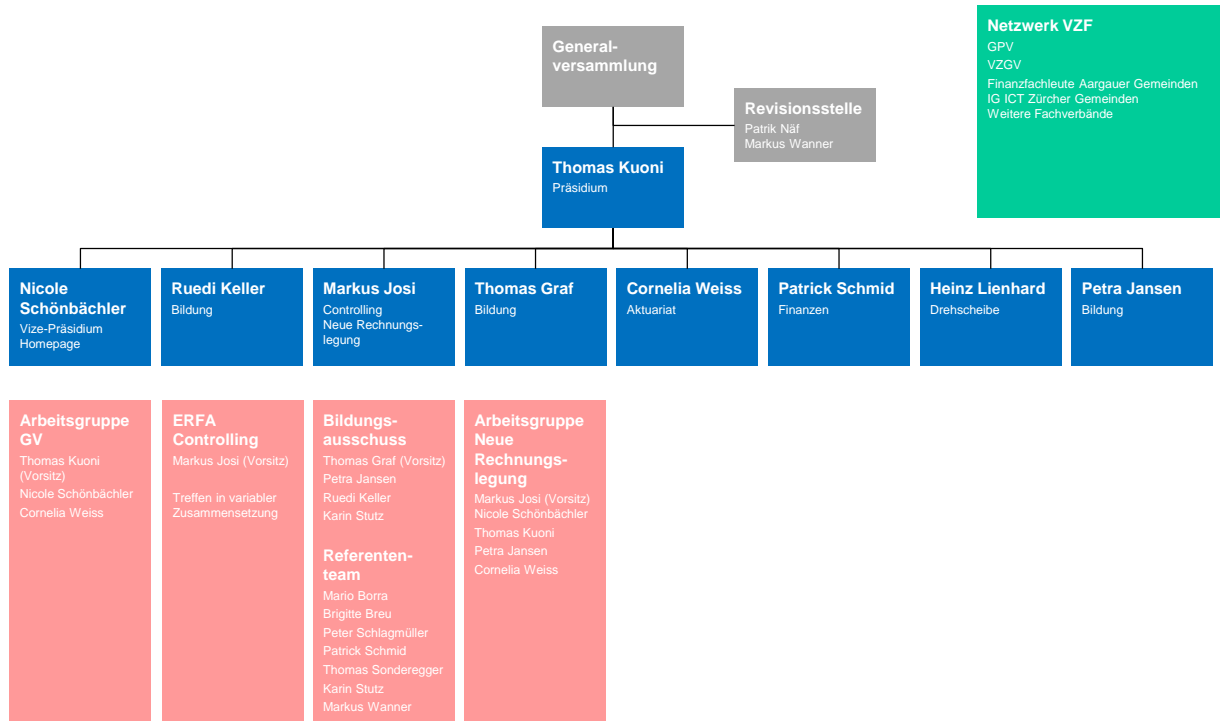 General-
versammlung
Revisionsstelle
Patrik Näf
Markus Wanner
Netzwerk VZF
GPV
VZGV
Finanzfachleute Aargauer Gemeinden
IG ICT Zürcher Gemeinden
Weitere Fachverbände
Thomas Kuoni
Präsidium
Nicole
Schönbächler
Vize-Präsidium
Homepage
Ruedi Keller
Bildung
Markus Josi
Controlling
Neue Rechnungs-
legung
Thomas Graf
Bildung
Cornelia Weiss
Aktuariat
Patrick Schmid
Finanzen
Heinz Lienhard
Drehscheibe
Petra Jansen
Bildung
Arbeitsgruppe
GV
Thomas Kuoni
(Vorsitz)
Nicole Schönbächler
Cornelia Weiss
ERFA
Controlling
Markus Josi (Vorsitz)
Treffen in variabler
Zusammensetzung
Bildungs-
ausschuss
Thomas Graf (Vorsitz)
Petra Jansen
Ruedi Keller
Karin Stutz
Referenten-
team
Mario Borra
Brigitte Breu
Peter Schlagmüller
Patrick Schmid
Thomas Sonderegger
Karin Stutz
Markus Wanner
Arbeitsgruppe
Neue
Rechnungs-
legung
Markus Josi (Vorsitz)
Nicole Schönbächler
Thomas Kuoni
Petra Jansen
Cornelia Weiss